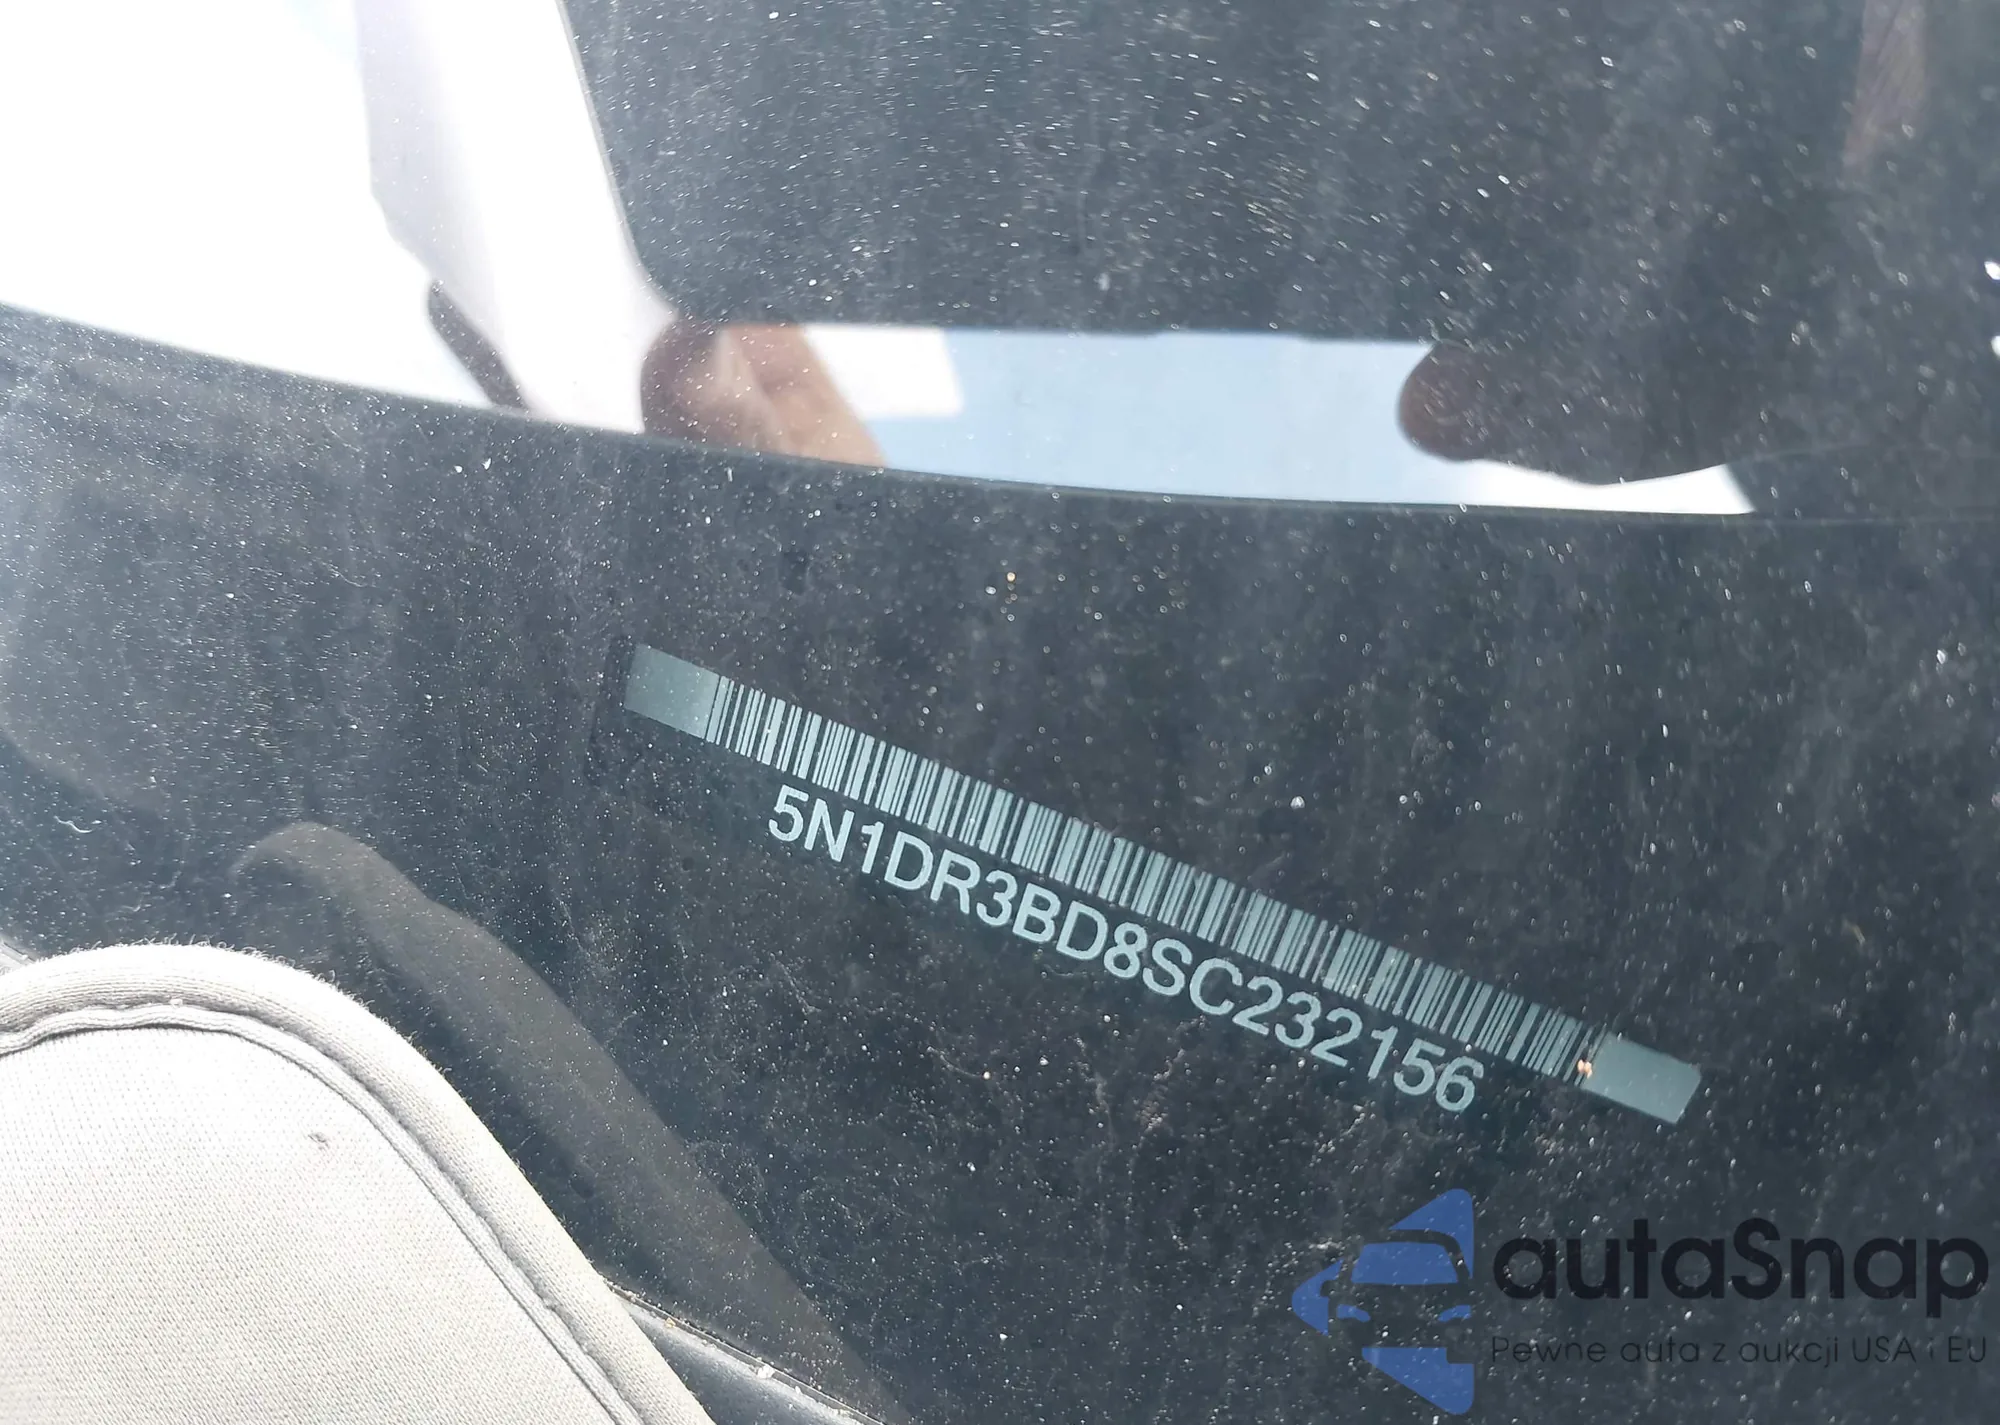 5N1DR3BD8SC232156
autaSnap
Pewne auta z aukcji USA i EU